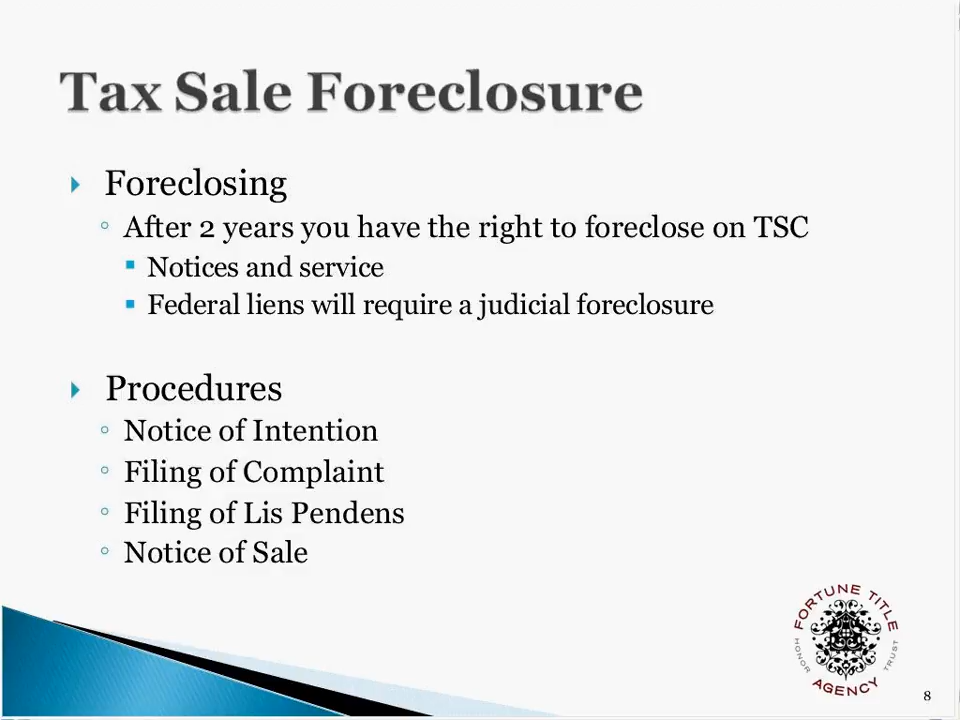 Tax Sale Foreclosure
Foreclosing
After 2 years you have the right to foreclose on TSC
Notices and service
Federal liens will require a judicial foreclosure
Procedures
Notice of Intention
Filing of Complaint
Filing of Lis Pendens
Notice of Sale
FORTUNE TITLE
HONOR
TRUST
AGENCY
8